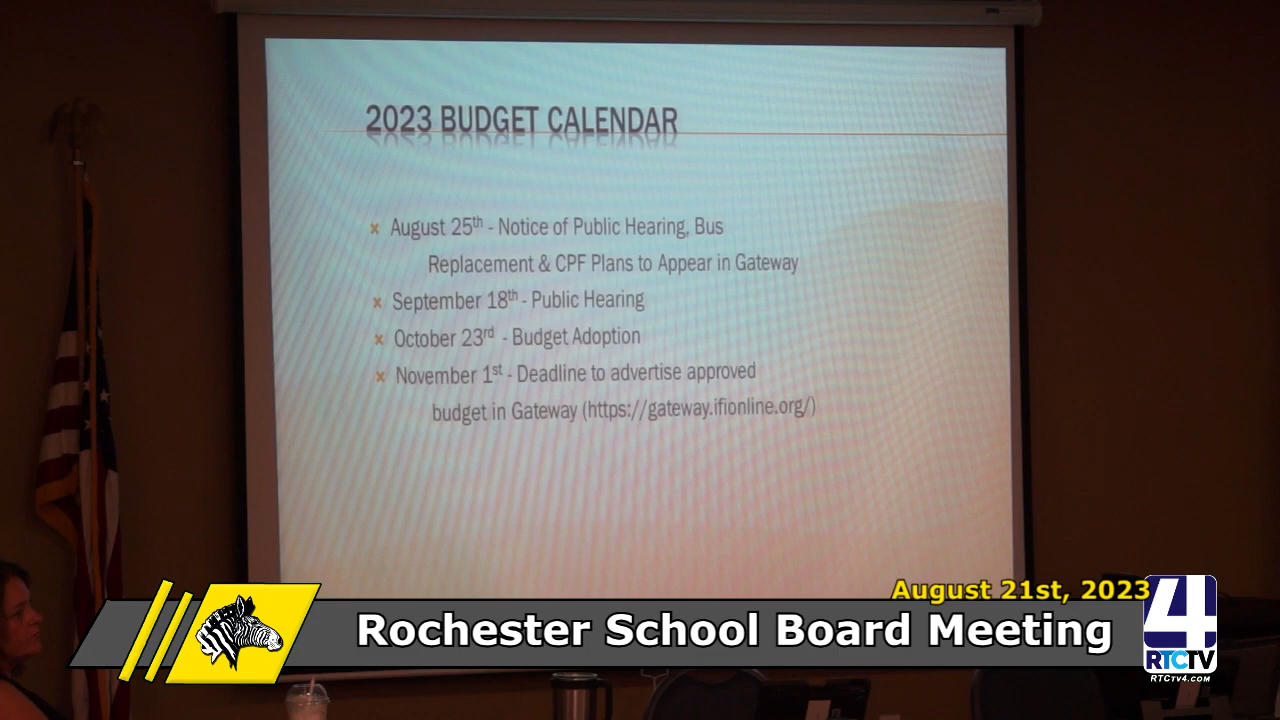 2023 BUDGET CALENDAR
August 25th - Notice of Public Hearing, Bus
Replacement & CPF Plans to Appear in Gateway
September 18th - Public Hearing
October 23rd - Budget Adoption
November 1st - Deadline to advertise approved
budget in Gateway (https://gateway.ifionline.org/)
August 21st, 2023
Rochester School Board Meeting
4
RTCTV
RTCTV4.COM